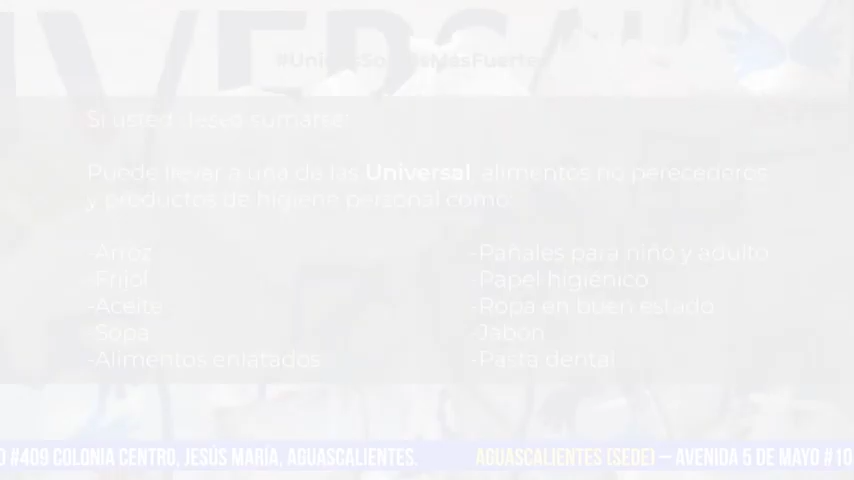 VERSAL
#UnidosSomosMásFuertes
Si usted desea sumarse:
Puede llevar a una de las Universal, alimentos no perecederos
y productos de higiene personal como:
-Arroz
-Frijol
-Aceite
-Sopa
-Alimentos enlatados
-Pañales para niño y adulto
-Papel higiénico
-Ropa en buen estado
-Jabón
-Pasta dental
O #409 COLONIA CENTRO, JESÚS MARÍA, AGUASCALIENTES. AGUASCALIENTES (SEDE) – AVENIDA 5 DE MAYO #10